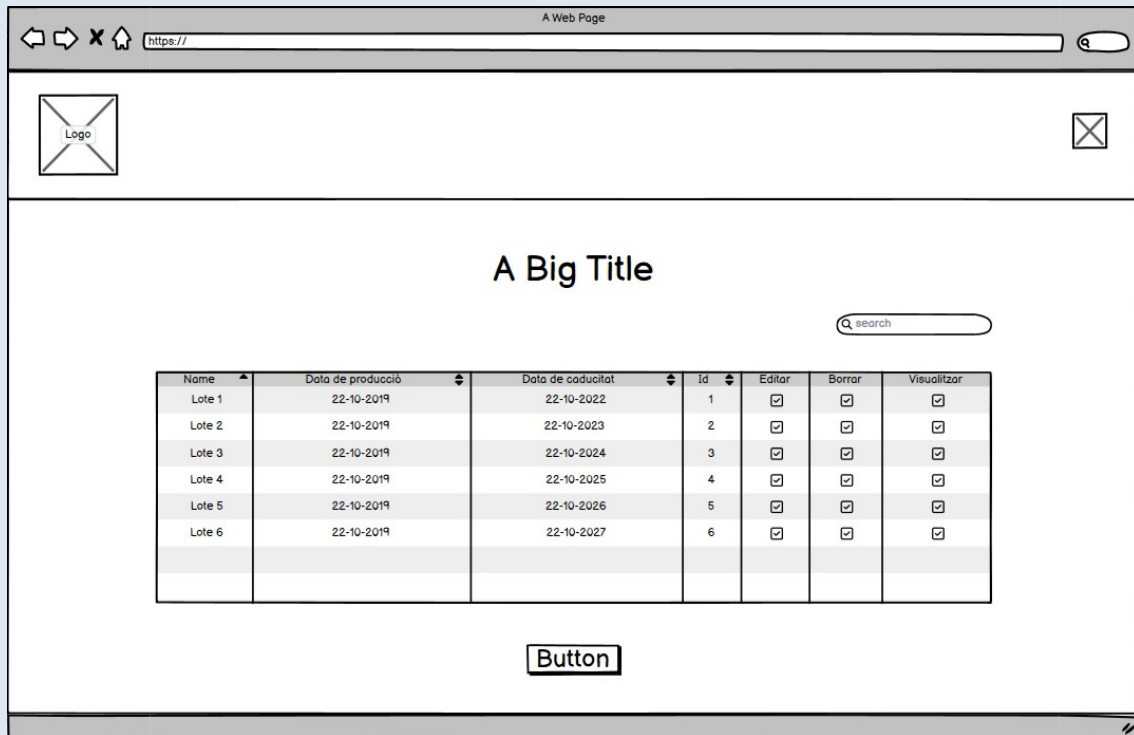 A Web Page
https://
Logo
A Big Title
search
Name Data de producció Data de caducitat Id Editar Borrar Visualitzar
Lote 1 22-10-2019 22-10-2022 1
Lote 2 22-10-2019 22-10-2023 2
Lote 3 22-10-2019 22-10-2024 3
Lote 4 22-10-2019 22-10-2025 4
Lote 5 22-10-2019 22-10-2026 5
Lote 6 22-10-2019 22-10-2027 6
Button